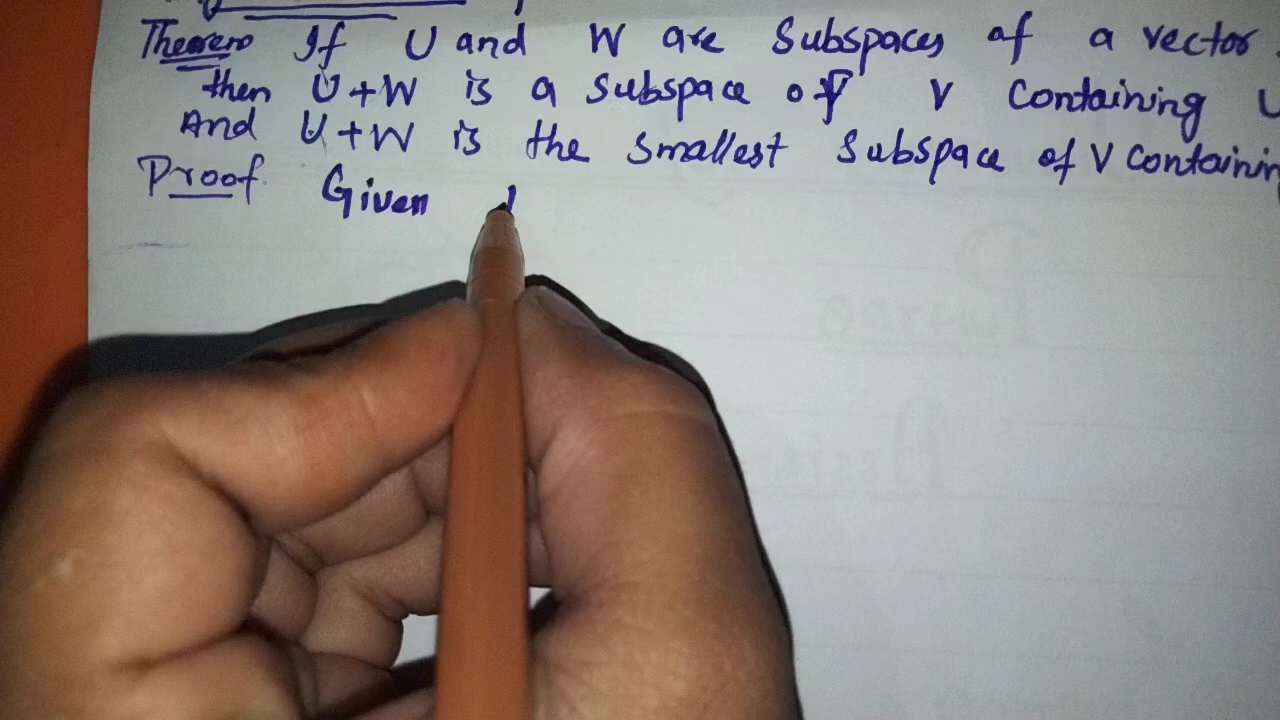 Theorem If U and W are Subspaces of a vector
then U+W is a subspace of V Containing U
And U+W is the smallest Subspace of V Containin
Proof Given